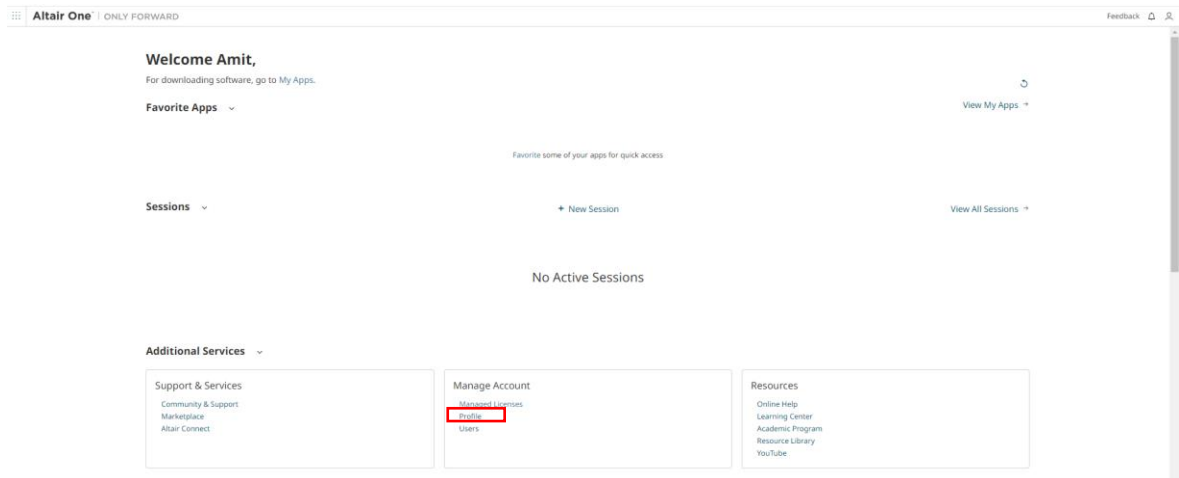 Altair One™ | ONLY FORWARD
Feedback
Welcome Amit,
For downloading software, go to My Apps.
Favorite Apps
View My Apps →
Favorite some of your apps for quick access
Sessions
+ New Session
View All Sessions →
No Active Sessions
Additional Services
Support & Services
Community & Support
Marketplace
Altair Connect
Manage Account
Managed Licenses
Profile
Users
Resources
Online Help
Learning Center
Academic Program
Resource Library
YouTube